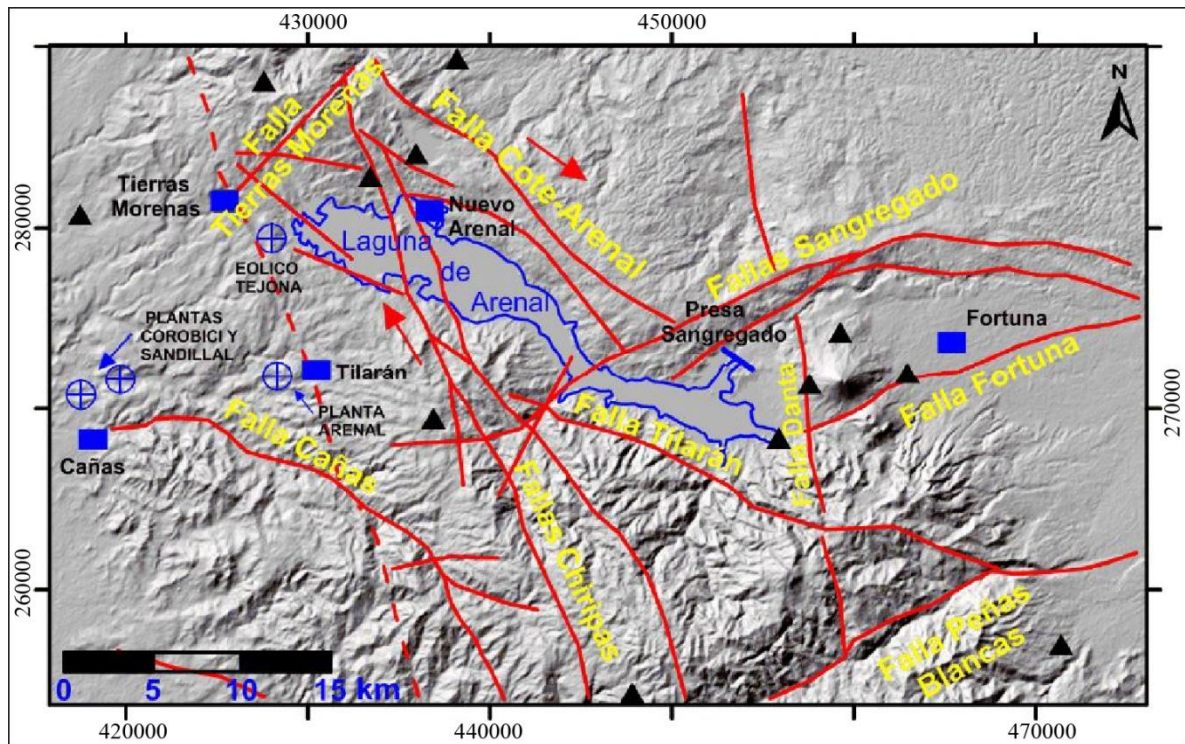 430000
450000
N
Falla
Tierras Morenas
Falla Cote-Arenal
Tierras
Morenas
280000
280000
Nuevo
Arenal
Laguna
de
Arenal
EOLICO
TEJONA
Fallas Sangregado
Presa
Sangregado
Fortuna
PLANTAS
COROBICI Y
SANDILLAL
Tilarán
PLANTA
ARENAL
Falla Fortuna
Falla Danta
Falla Tilarán
270000
270000
Cañas
Falla Cañas
Fallas Chiripas
260000
260000
Falla Peñas
Blancas
0 5 10 15 km
420000
440000
470000